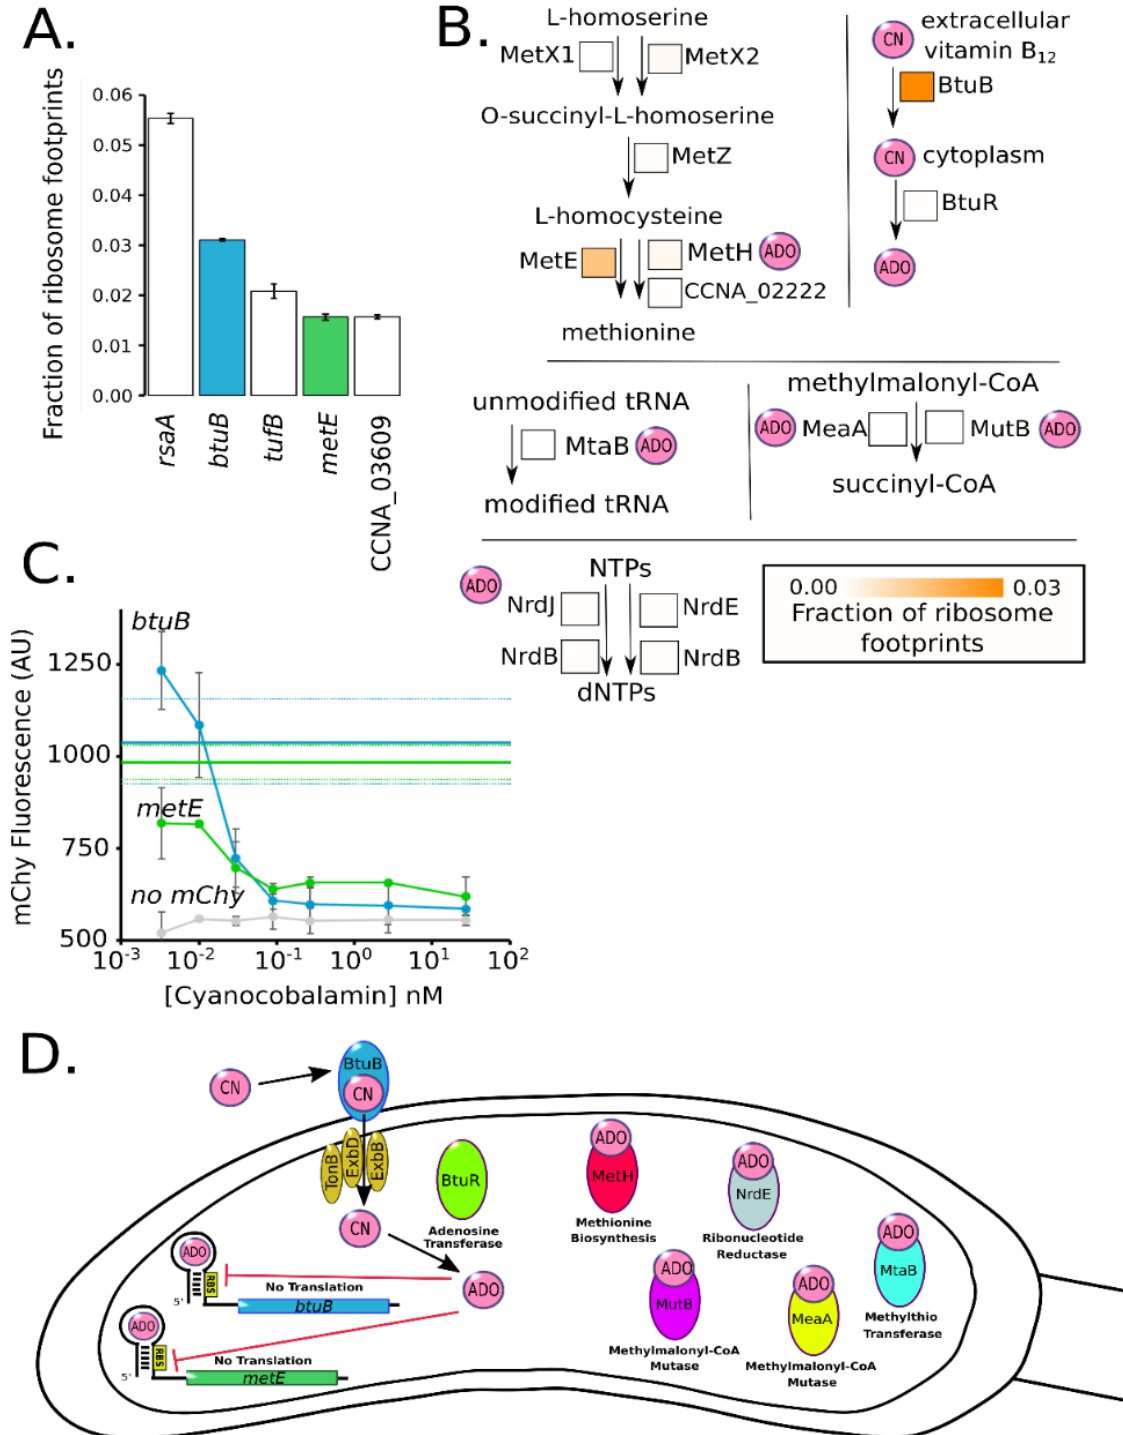 A.
Fraction of ribosome footprints
0.06
0.05
0.04
0.03
0.02
0.01
0.00
rsaA
btuB
tufB
metE
CCNA_03609
B.
L-homoserine
MetX1
MetX2
O-succinyl-L-homoserine
MetZ
L-homocysteine
MetE
MetH
ADO
CCNA_02222
methionine
CN
extracellular
vitamin B12
BtuB
CN
cytoplasm
BtuR
ADO
unmodified tRNA
MtaB
ADO
modified tRNA
methylmalonyl-CoA
ADO
MeaA
MutB
ADO
succinyl-CoA
ADO
NTPs
NrdJ
NrdE
NrdB
NrdB
dNTPs
0.00
0.03
Fraction of ribosome
footprints
C.
mChy Fluorescence (AU)
btuB
1250
1000
metE
750
no mChy
500
10-3
10-2
10-1
100
101
102
[Cyanocobalamin] nM
D.
CN
BtuB
CN
TonB
ExbD
ExbB
CN
BtuR
Adenosine
Transferase
ADO
MetH
Methionine
Biosynthesis
ADO
NrdE
Ribonucleotide
Reductase
ADO
MtaB
Methylthio
Transferase
ADO
MutB
Methylmalonyl-CoA
Mutase
ADO
MeaA
Methylmalonyl-CoA
Mutase
ADO
ADO
RBS
5'
No Translation
btuB
ADO
RBS
5'
No Translation
metE